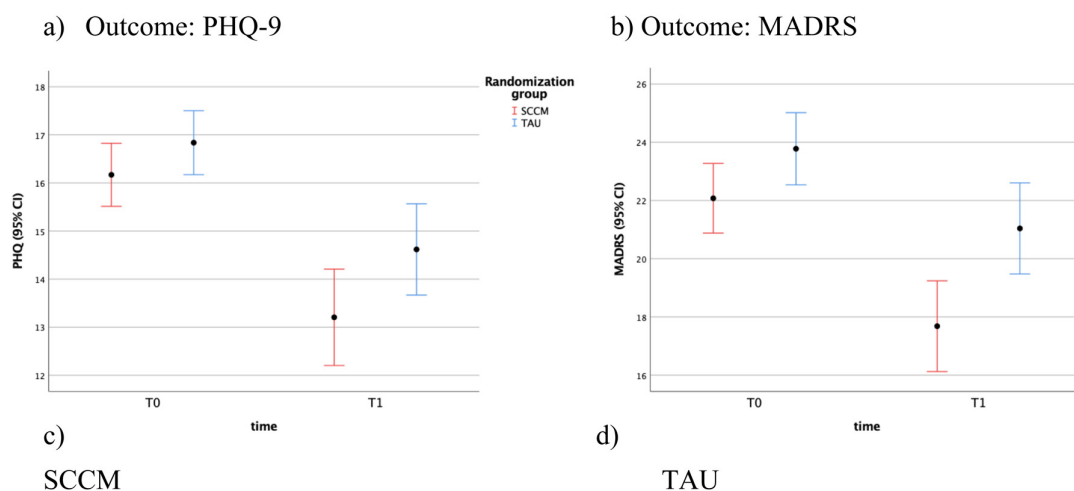 a) Outcome: PHQ-9
b) Outcome: MADRS
Randomization
group
SCCM
TAU
PHQ (95% CI)
18
17
16
15
14
13
12
T0
T1
time
MADRS (95% CI)
26
24
22
20
18
16
T0
T1
time
c)
d)
SCCM
TAU